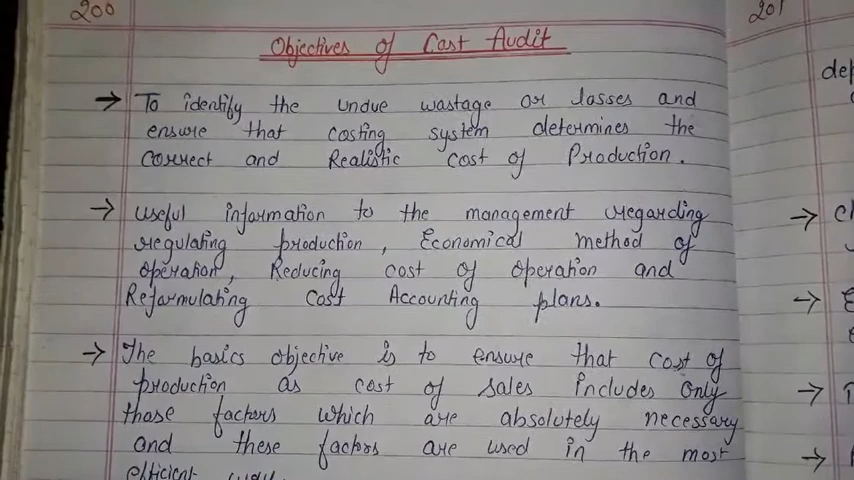 200
Objectives of Cost Audit
→ To identify the undue wastage or losses and
ensure that costing system determines the
correct and Realistic cost of Production.
→ useful information to the management regarding
regulating production, Economical method of
operation, Reducing cost of operation and
Reformulating Cost Accounting plans.
→ The basics objective is to ensure that cost of
production as cost of sales includes only
those factors which are absolutely necessary
and these factors are used in the most
efficient way.
201
→
→
→
→